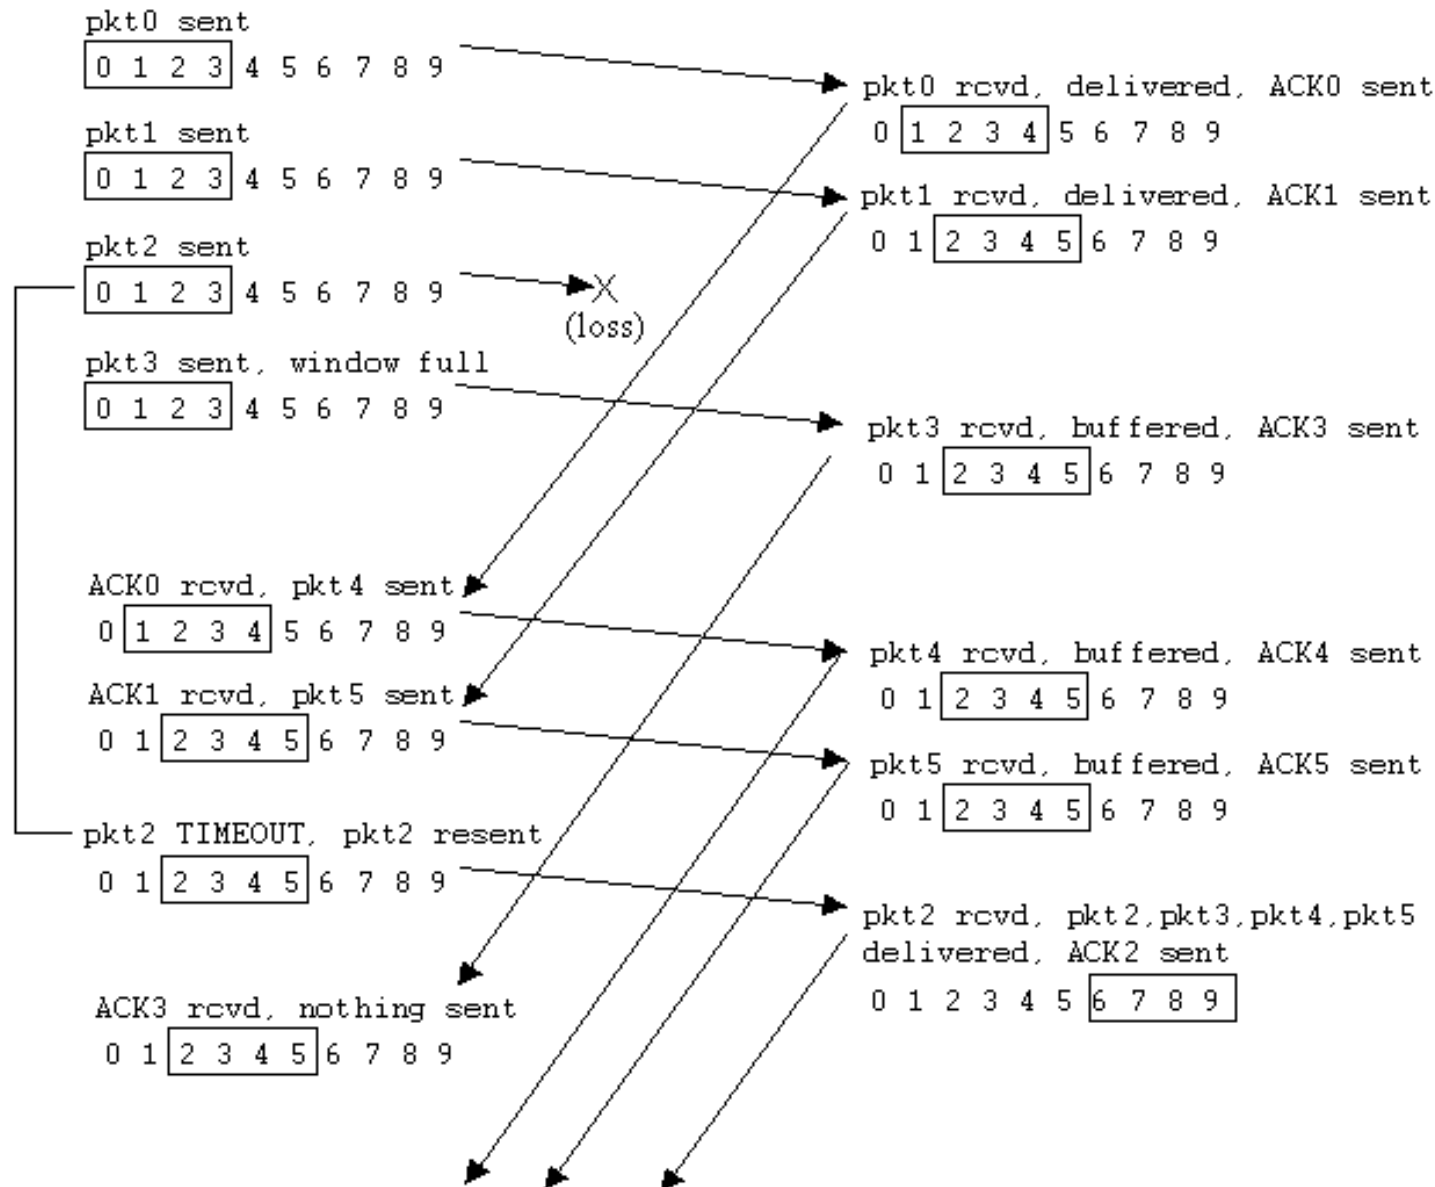 pkt0 sent
0 1 2 3 4 5 6 7 8 9
pkt0 rcvd, delivered, ACK0 sent
0 1 2 3 4 5 6 7 8 9
pkt1 sent
0 1 2 3 4 5 6 7 8 9
pkt1 rcvd, delivered, ACK1 sent
0 1 2 3 4 5 6 7 8 9
pkt2 sent
0 1 2 3 4 5 6 7 8 9
X
(loss)
pkt3 sent, window full
0 1 2 3 4 5 6 7 8 9
pkt3 rcvd, buffered, ACK3 sent
0 1 2 3 4 5 6 7 8 9
ACK0 rcvd, pkt4 sent
0 1 2 3 4 5 6 7 8 9
pkt4 rcvd, buffered, ACK4 sent
0 1 2 3 4 5 6 7 8 9
ACK1 rcvd, pkt5 sent
0 1 2 3 4 5 6 7 8 9
pkt5 rcvd, buffered, ACK5 sent
0 1 2 3 4 5 6 7 8 9
pkt2 TIMEOUT, pkt2 resent
0 1 2 3 4 5 6 7 8 9
pkt2 rcvd, pkt2,pkt3,pkt4,pkt5
delivered, ACK2 sent
0 1 2 3 4 5 6 7 8 9
ACK3 rcvd, nothing sent
0 1 2 3 4 5 6 7 8 9